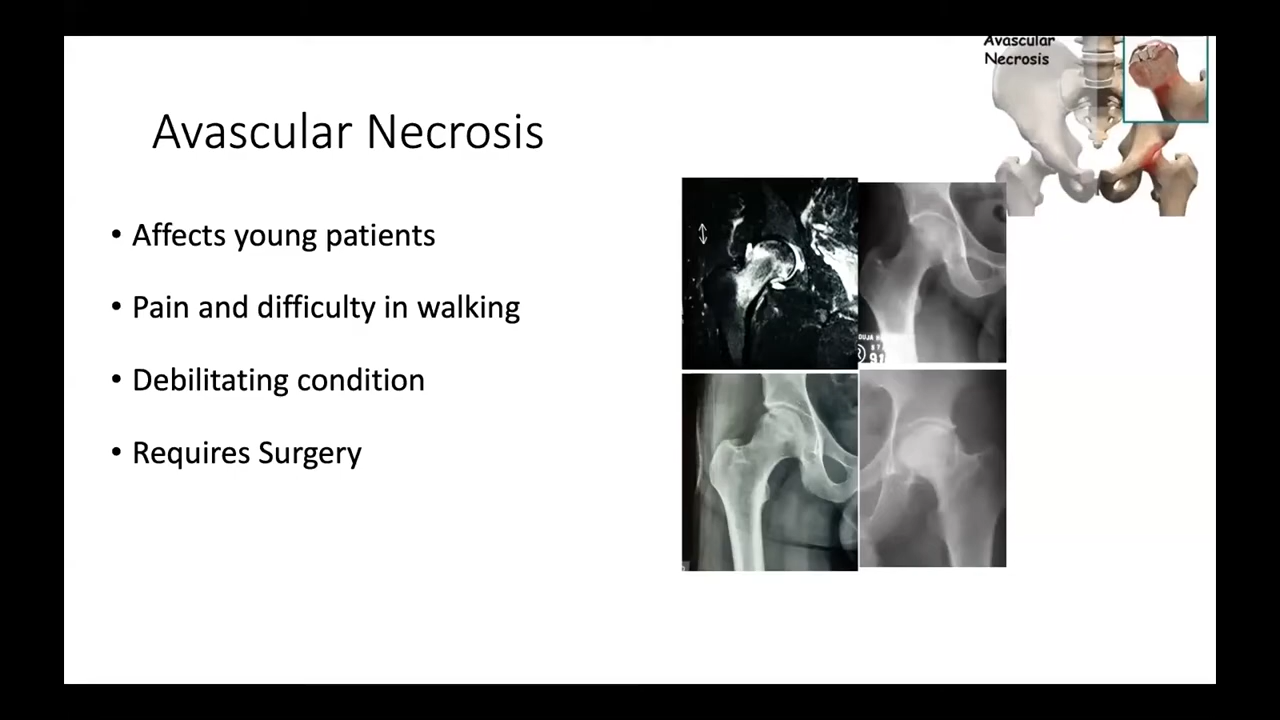 Avascular
Necrosis
Avascular Necrosis
• Affects young patients
• Pain and difficulty in walking
• Debilitating condition
• Requires Surgery